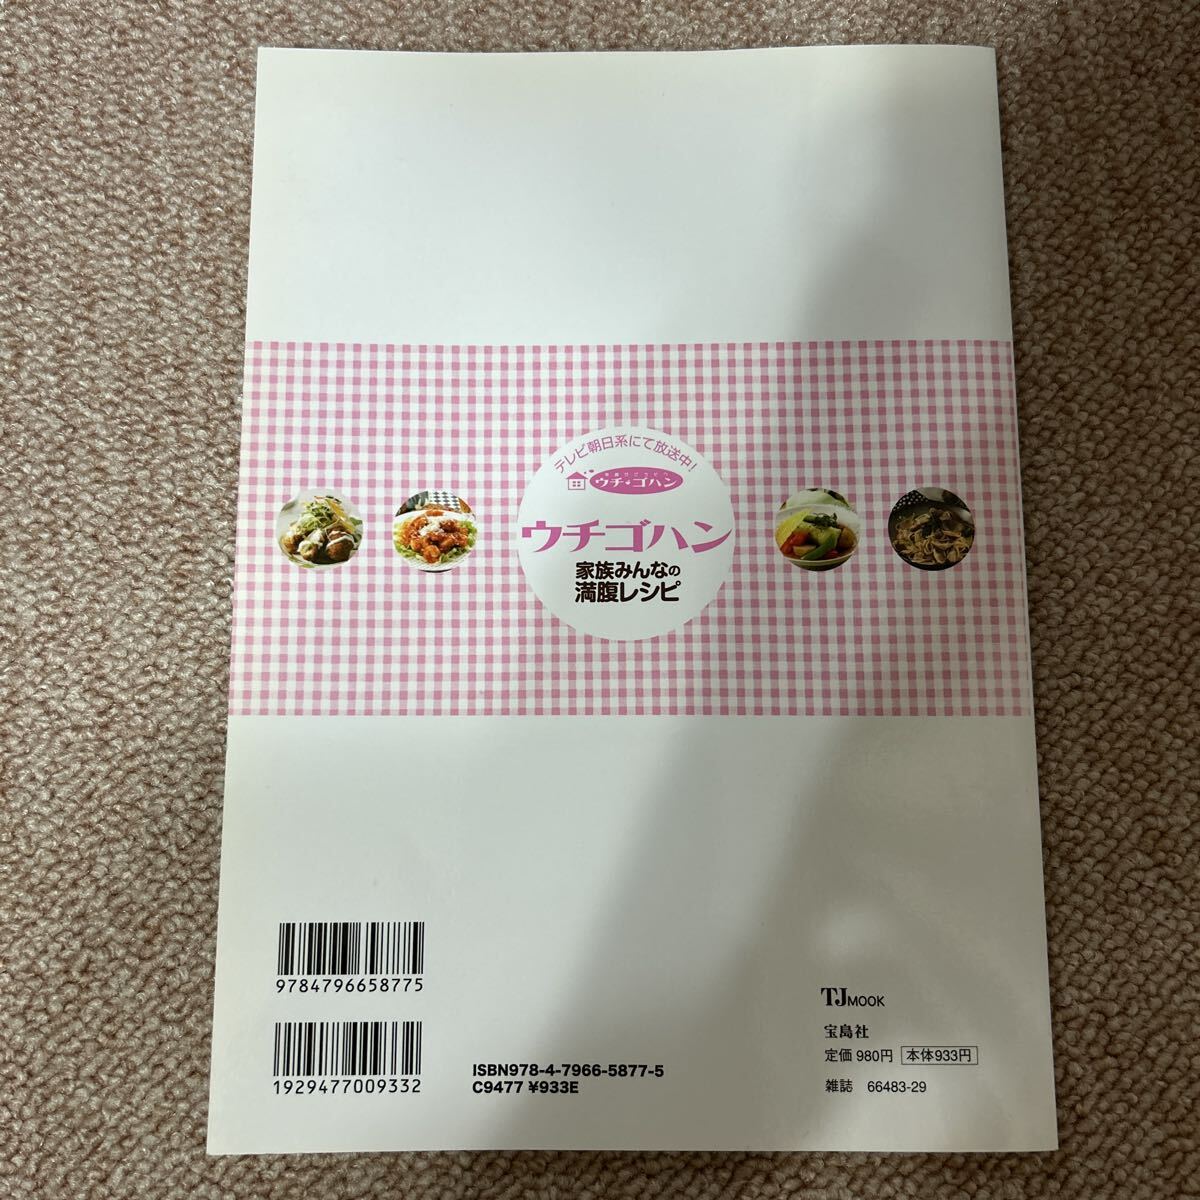 テレビ朝日系にて放送中!
ウチ・ゴハン
ウチゴハン
家族みんなの
満腹レシピ
9784796658775
1929477009332
ISBN978-4-7966-5877-5
C9477 ¥933E
TJ MOOK
宝島社
定価 980円 本体933円
雑誌 66483-29